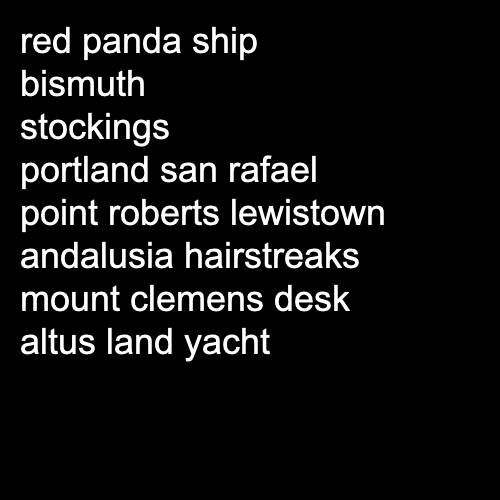 red panda ship
bismuth
stockings
portland san rafael
point roberts lewistown
andalusia hairstreaks
mount clemens desk
altus land yacht